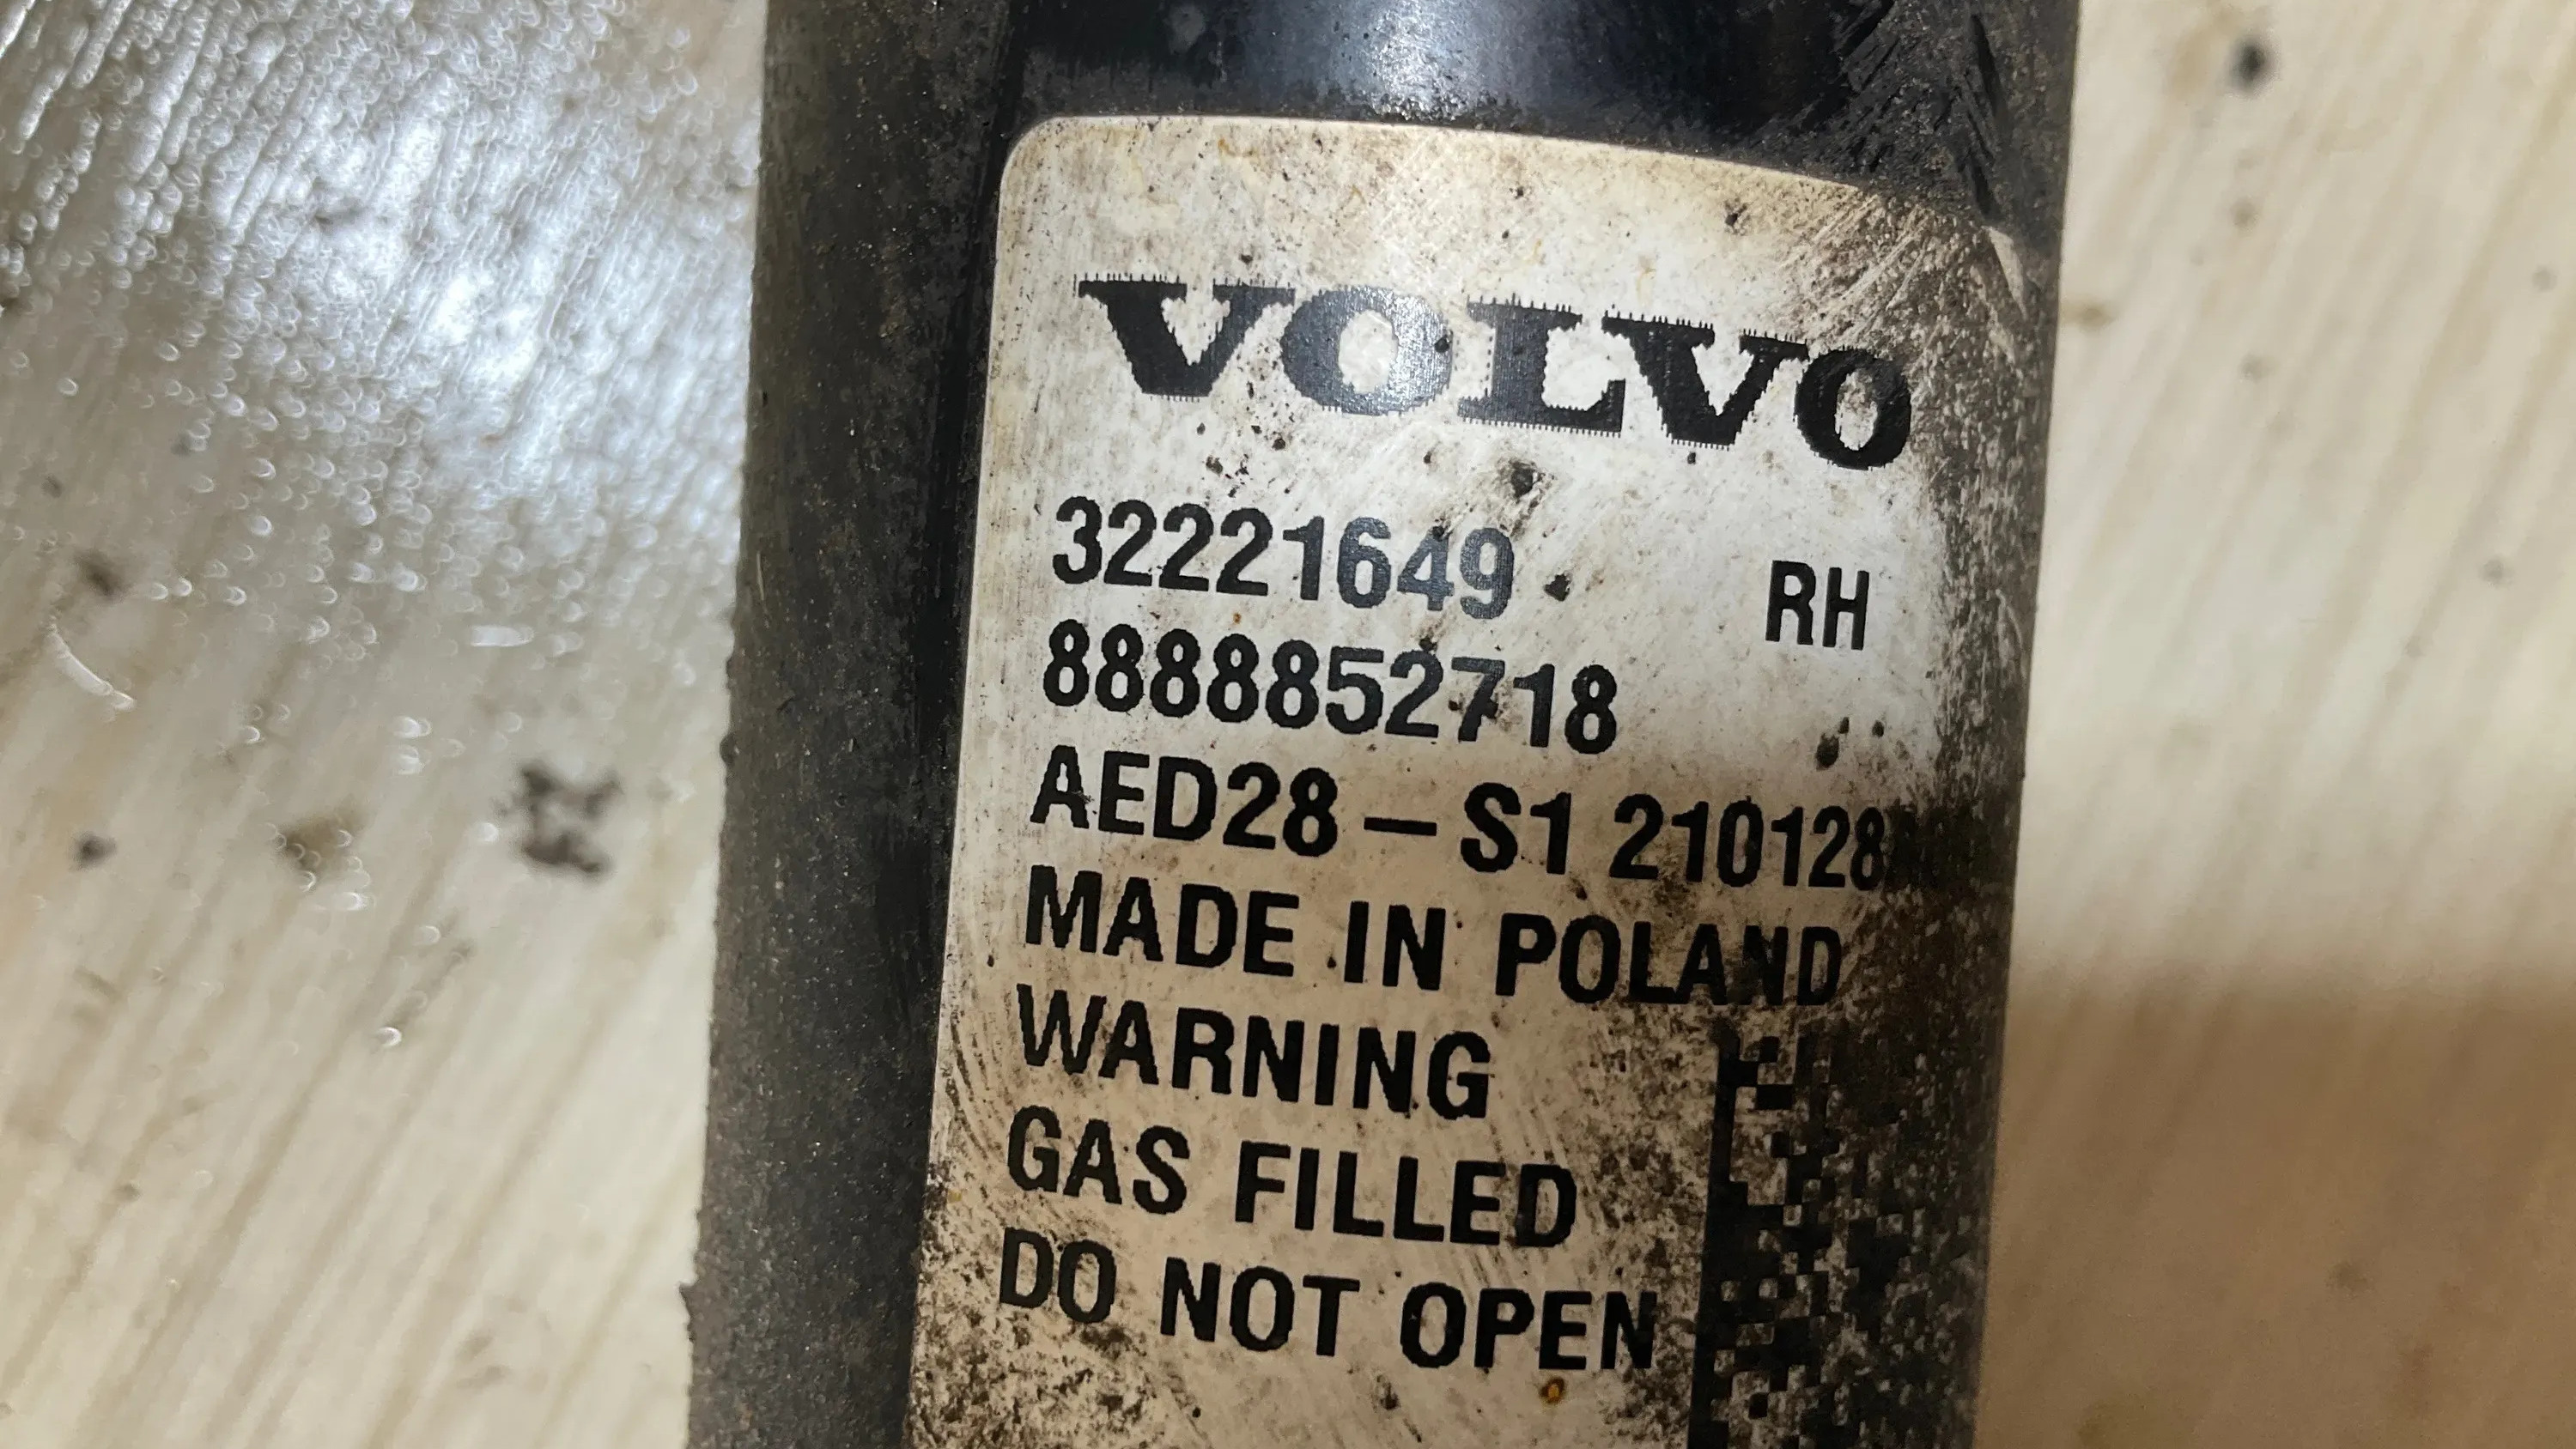 VOLVO
32221649 RH
8888852718
AED28 – S1 210128
MADE IN POLAND
WARNING
GAS FILLED
DO NOT OPEN